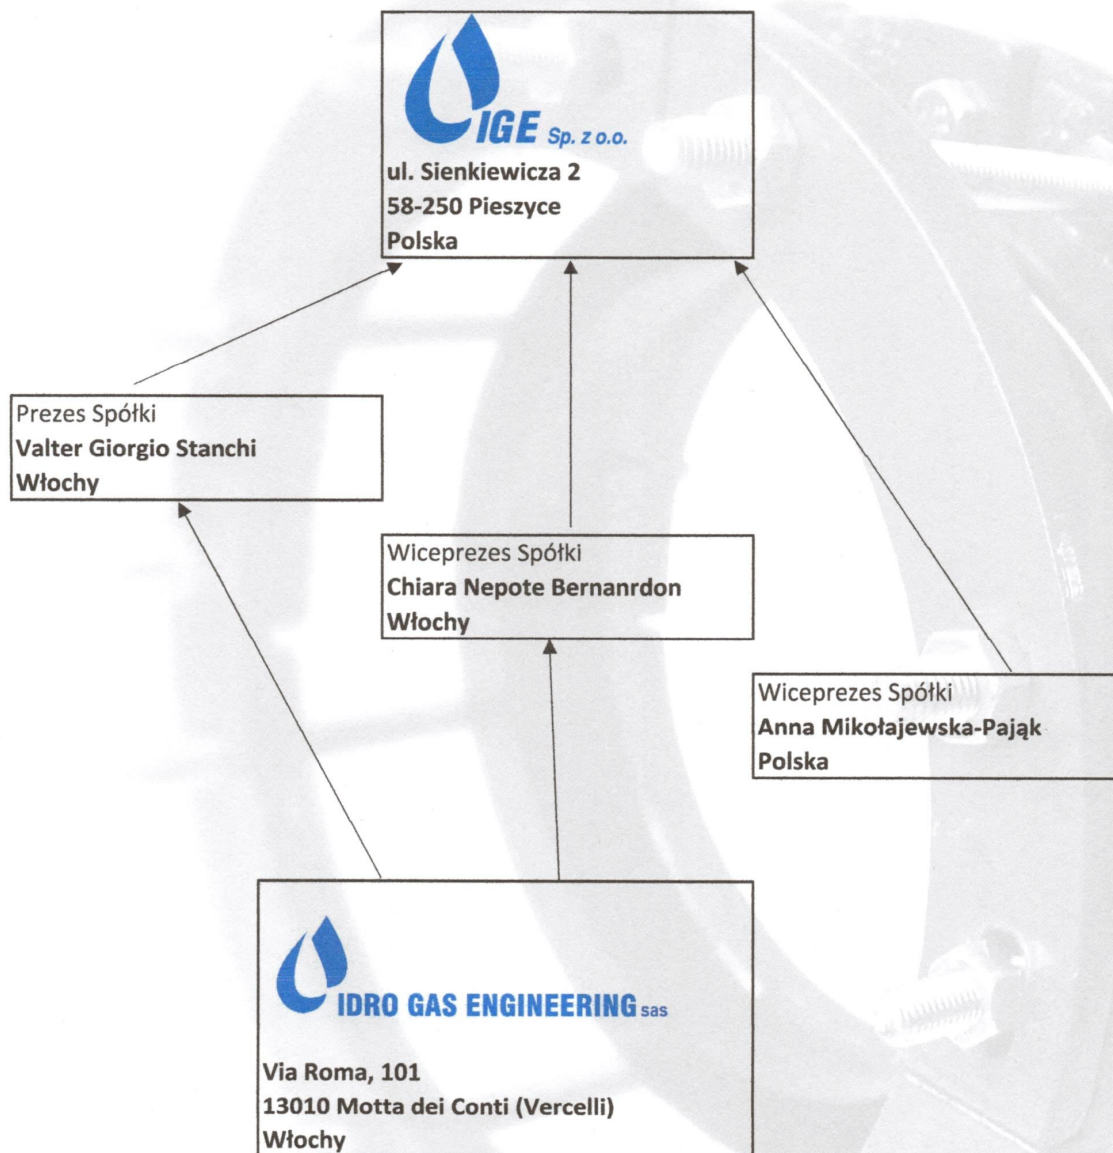 IGE Sp. z o.o.
ul. Sienkiewicza 2
58-250 Pieszyce
Polska
Prezes Spółki
Valter Giorgio Stanchi
Włochy
Wiceprezes Spółki
Chiara Nepote Bernanrdon
Włochy
Wiceprezes Spółki
Anna Mikołajewska-Pająk
Polska
IDRO GAS ENGINEERING sas
Via Roma, 101
13010 Motta dei Conti (Vercelli)
Włochy